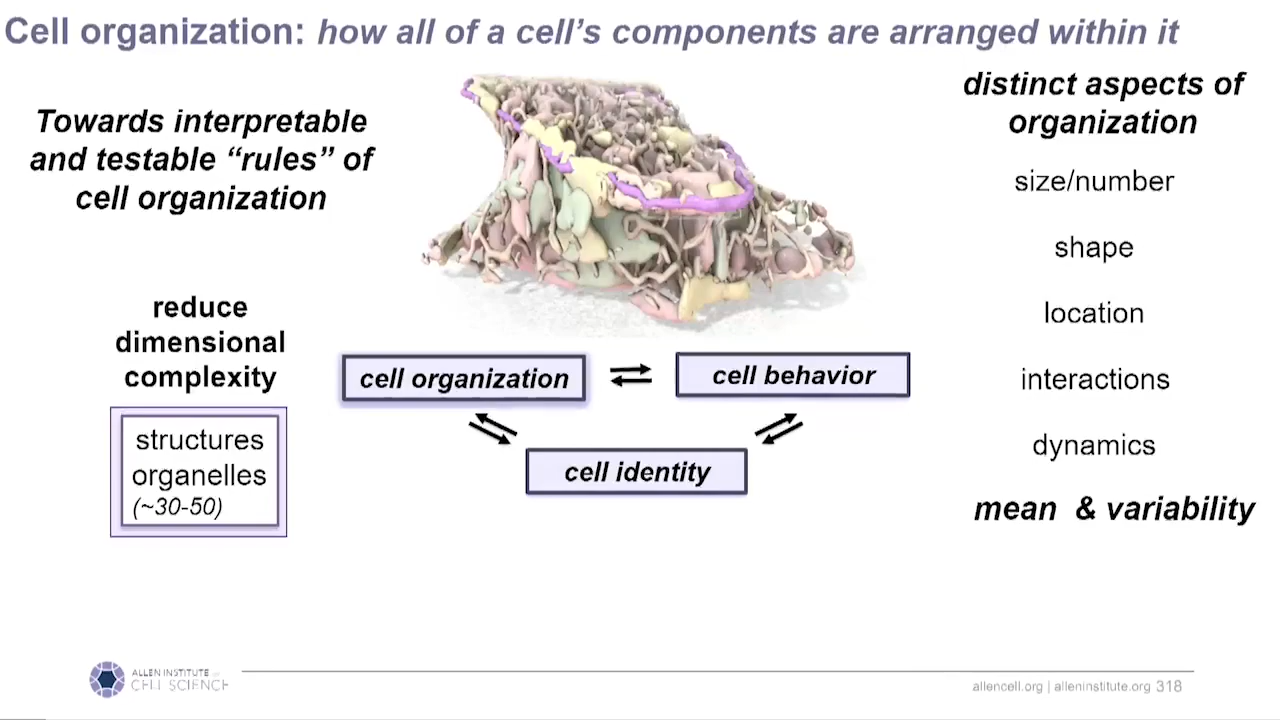 Cell organization: how all of a cell's components are arranged within it
Towards interpretable
and testable “rules” of
cell organization
reduce
dimensional
complexity
structures
organelles
(~30-50)
cell organization
cell behavior
cell identity
distinct aspects of
organization
size/number
shape
location
interactions
dynamics
mean & variability
ALLEN INSTITUTE
CELL SCIENCE
allencell.org | alleninstitute.org 318